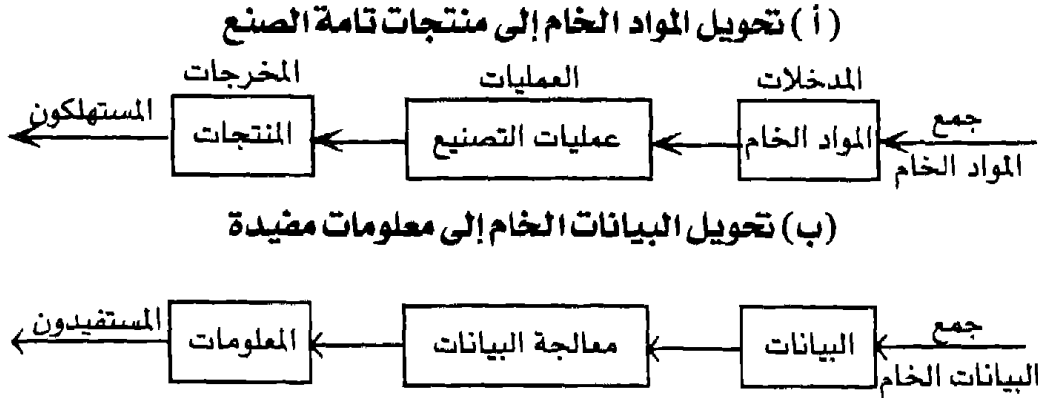 (أ) تحويل المواد الخام إلى منتجات تامة الصنع
المدخلات العمليات المخرجات
جمع المواد الخام المواد الخام عمليات التصنيع المنتجات المستهلكون
(ب) تحويل البيانات الخام إلى معلومات مفيدة
جمع البيانات الخام البيانات معالجة البيانات المعلومات المستفيدون